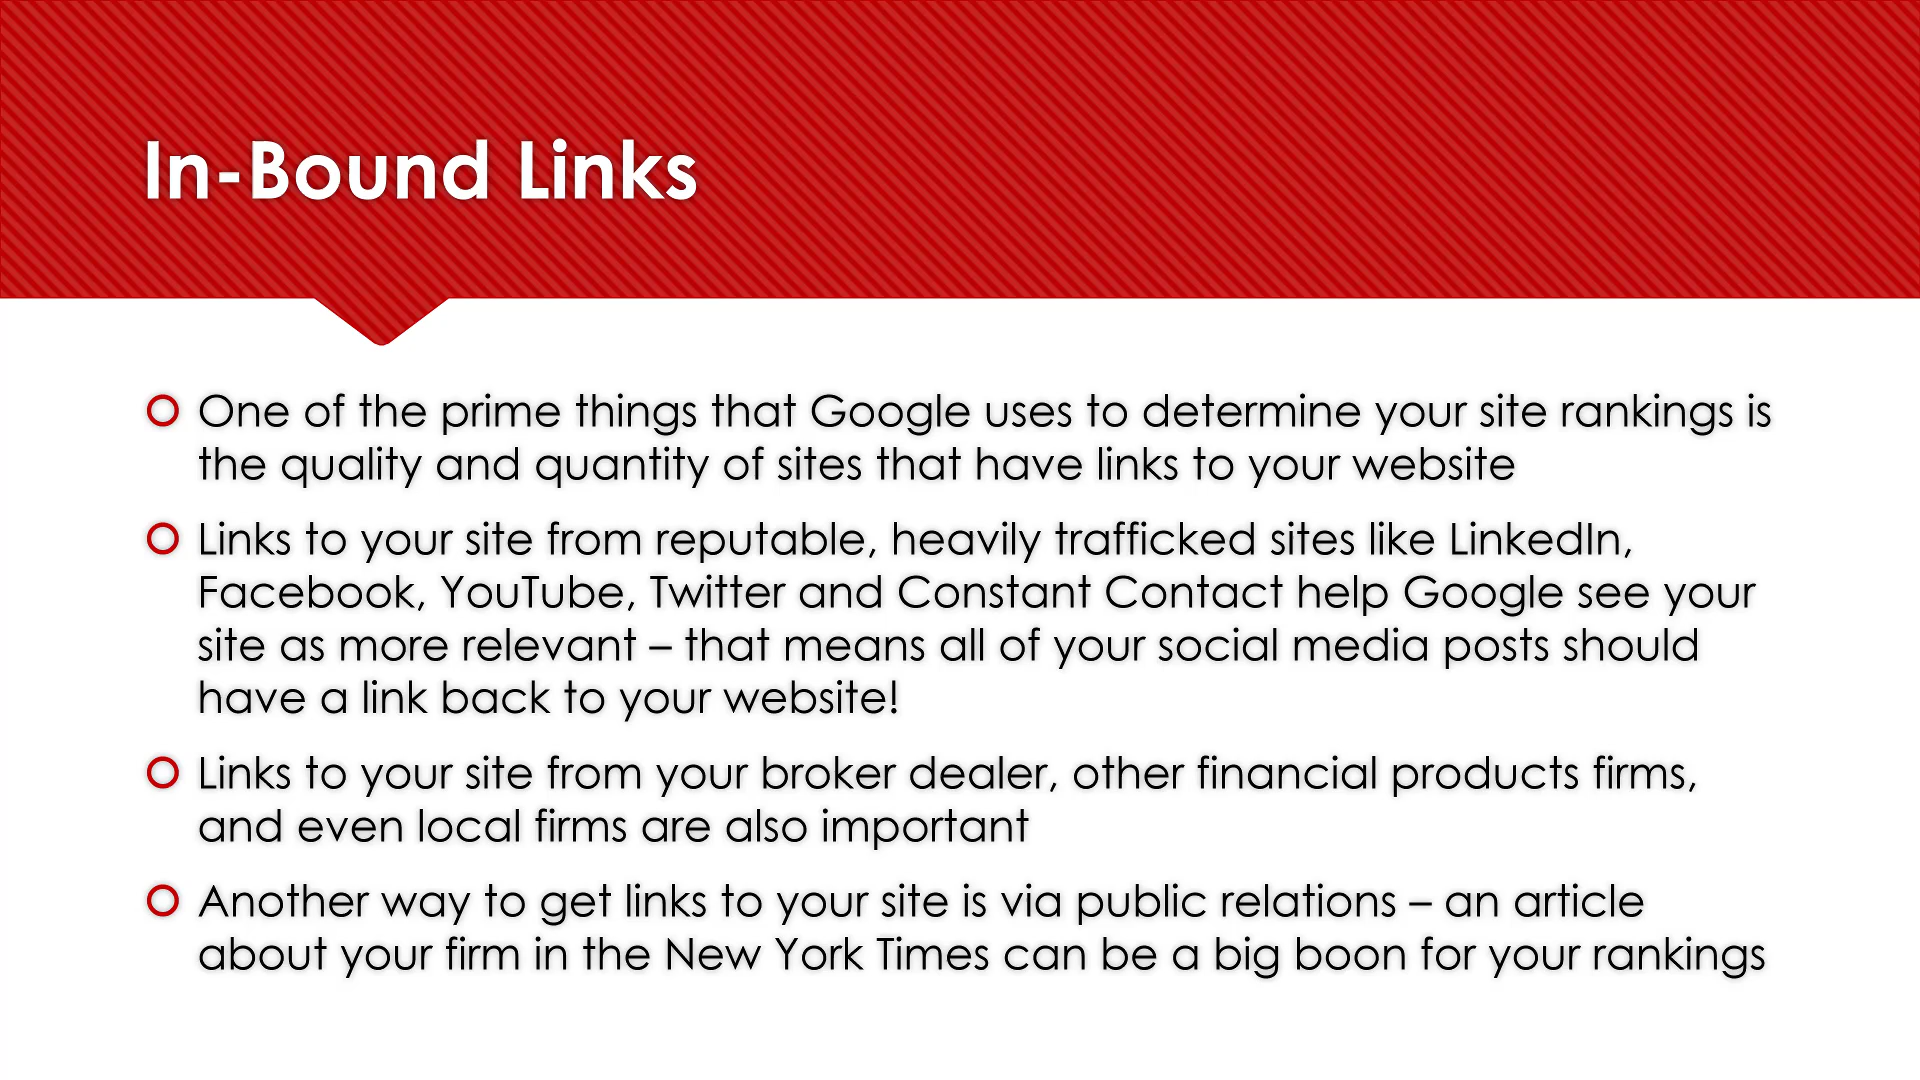 In-Bound Links
One of the prime things that Google uses to determine your site rankings is
the quality and quantity of sites that have links to your website
Links to your site from reputable, heavily trafficked sites like LinkedIn,
Facebook, YouTube, Twitter and Constant Contact help Google see your
site as more relevant – that means all of your social media posts should
have a link back to your website!
Links to your site from your broker dealer, other financial products firms,
and even local firms are also important
Another way to get links to your site is via public relations – an article
about your firm in the New York Times can be a big boon for your rankings